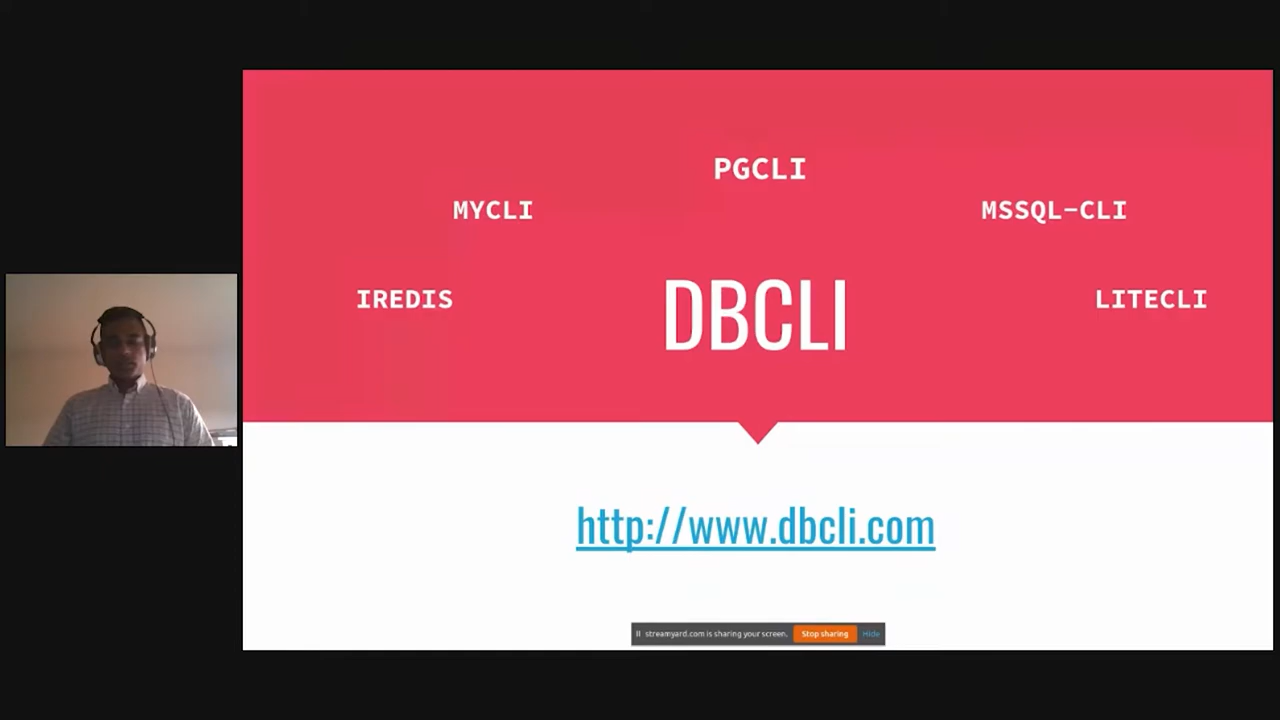 PGCLI
MYCLI
MSSQL-CLI
IREDIS
DBCLI
LITECLI
http://www.dbcli.com
streamyard.com is sharing your screen.
Stop sharing
Hide